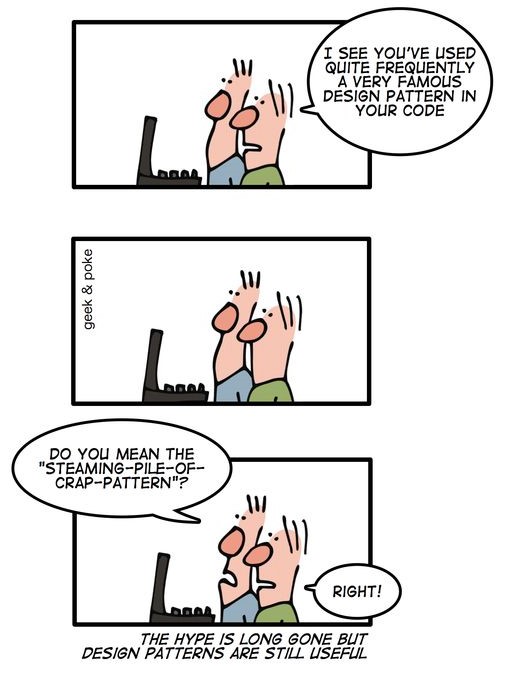 I SEE YOU'VE USED
QUITE FREQUENTLY
A VERY FAMOUS
DESIGN PATTERN IN
YOUR CODE
geek & poke
DO YOU MEAN THE
"STEAMING-PILE-OF-
CRAP-PATTERN"?
RIGHT!
THE HYPE IS LONG GONE BUT
DESIGN PATTERNS ARE STILL USEFUL